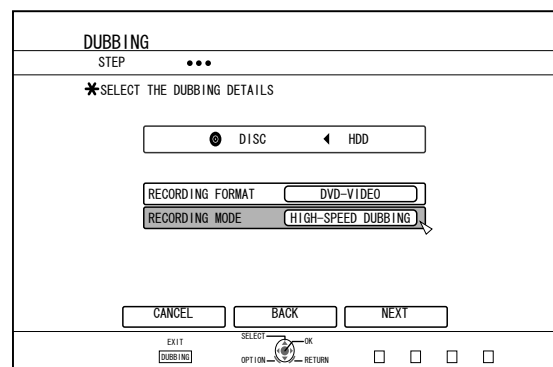 DUBBING
STEP
✱SELECT THE DUBBING DETAILS
DISC HDD
RECORDING FORMAT DVD-VIDEO
RECORDING MODE HIGH-SPEED DUBBING
CANCEL BACK NEXT
EXIT SELECT OK
DUBBING OPTION RETURN